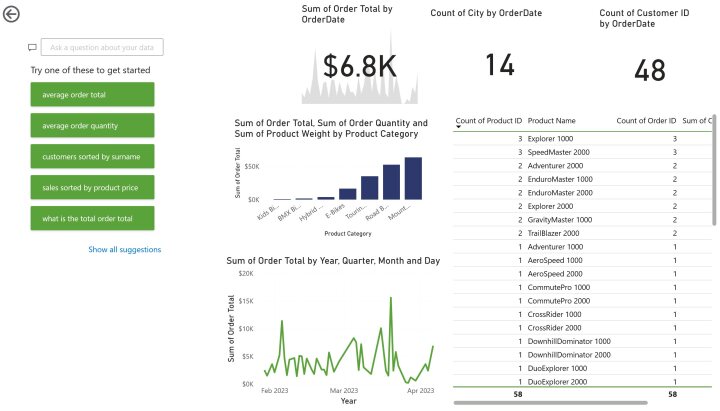 Ask a question about your data
Try one of these to get started
average order total
average order quantity
customers sorted by surname
sales sorted by product price
what is the total order total
Show all suggestions
Sum of Order Total by
OrderDate
$6.8K
Count of City by OrderDate
14
Count of Customer ID
by OrderDate
48
Sum of Order Total, Sum of Order Quantity and
Sum of Product Weight by Product Category
Sum of Order Total
$50K
$0K
Kids Bi...
BMX Bi...
Hybrid ...
E-Bikes
Tourin...
Road B...
Mount...
Product Category
Sum of Order Total by Year, Quarter, Month and Day
Sum of Order Total
$20K
$15K
$10K
$5K
$0K
Feb 2023 Mar 2023 Apr 2023
Year
Count of Product ID Product Name Count of Order ID Sum of C
3 Explorer 1000 3
3 SpeedMaster 2000 3
2 Adventurer 2000 2
2 EnduroMaster 1000 2
2 EnduroMaster 2000 2
2 Explorer 2000 2
2 GravityMaster 1000 2
2 TrailBlazer 2000 2
1 Adventurer 1000 1
1 AeroSpeed 1000 1
1 AeroSpeed 2000 1
1 CommutePro 1000 1
1 CommutePro 2000 1
1 CrossRider 1000 1
1 CrossRider 2000 1
1 DownhillDominator 1000 1
1 DownhillDominator 2000 1
1 DuoExplorer 1000 1
1 DuoExplorer 2000 1
58 58